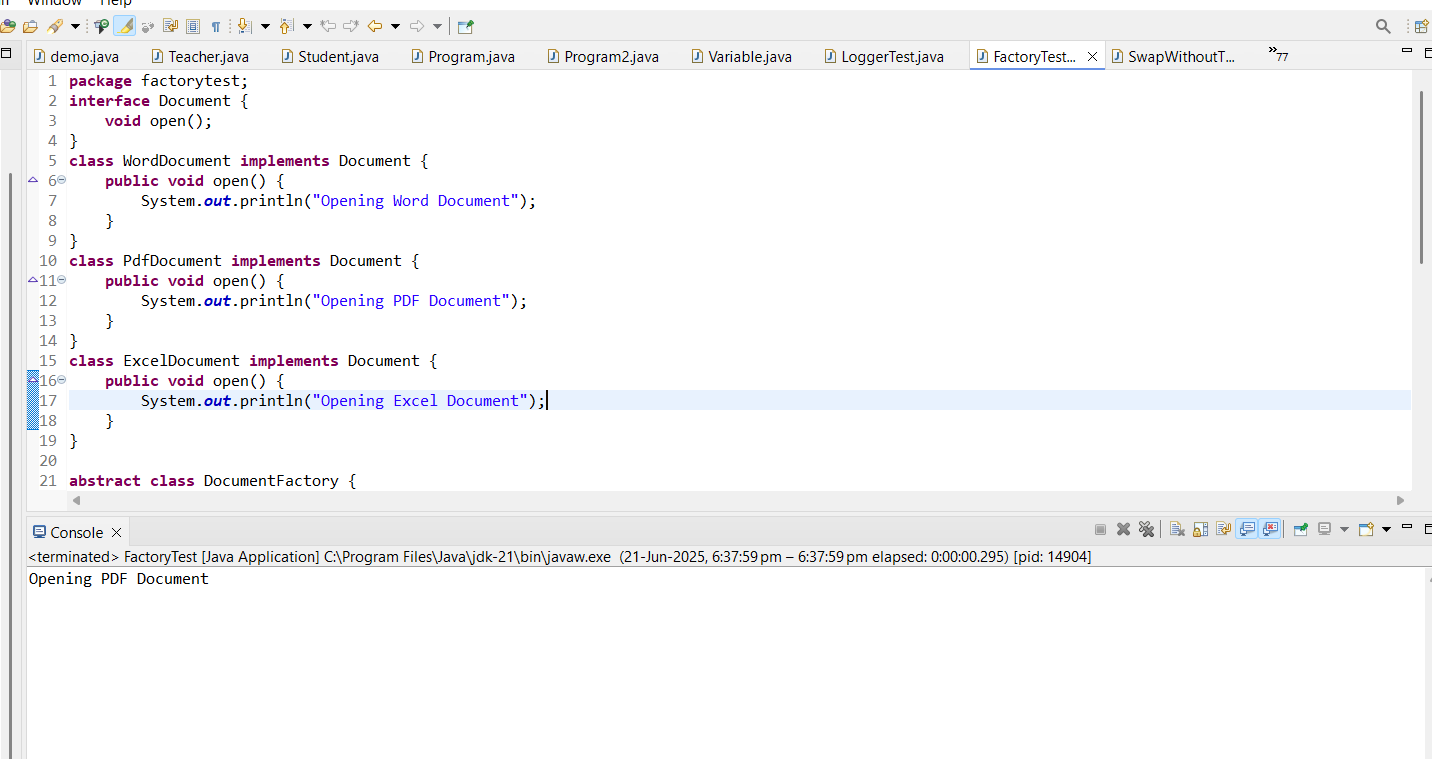 Window Help
demo.java Teacher.java Student.java Program.java Program2.java Variable.java LoggerTest.java FactoryTest... SwapWithoutT... 77
1 package factorytest;
2 interface Document {
3     void open();
4 }
5 class WordDocument implements Document {
6     public void open() {
7         System.out.println("Opening Word Document");
8     }
9 }
10 class PdfDocument implements Document {
11     public void open() {
12         System.out.println("Opening PDF Document");
13     }
14 }
15 class ExcelDocument implements Document {
16     public void open() {
17         System.out.println("Opening Excel Document");
18     }
19 }
20
21 abstract class DocumentFactory {
Console
<terminated> FactoryTest [Java Application] C:\Program Files\Java\jdk-21\bin\javaw.exe (21-Jun-2025, 6:37:59 pm – 6:37:59 pm elapsed: 0:00:00.295) [pid: 14904]
Opening PDF Document